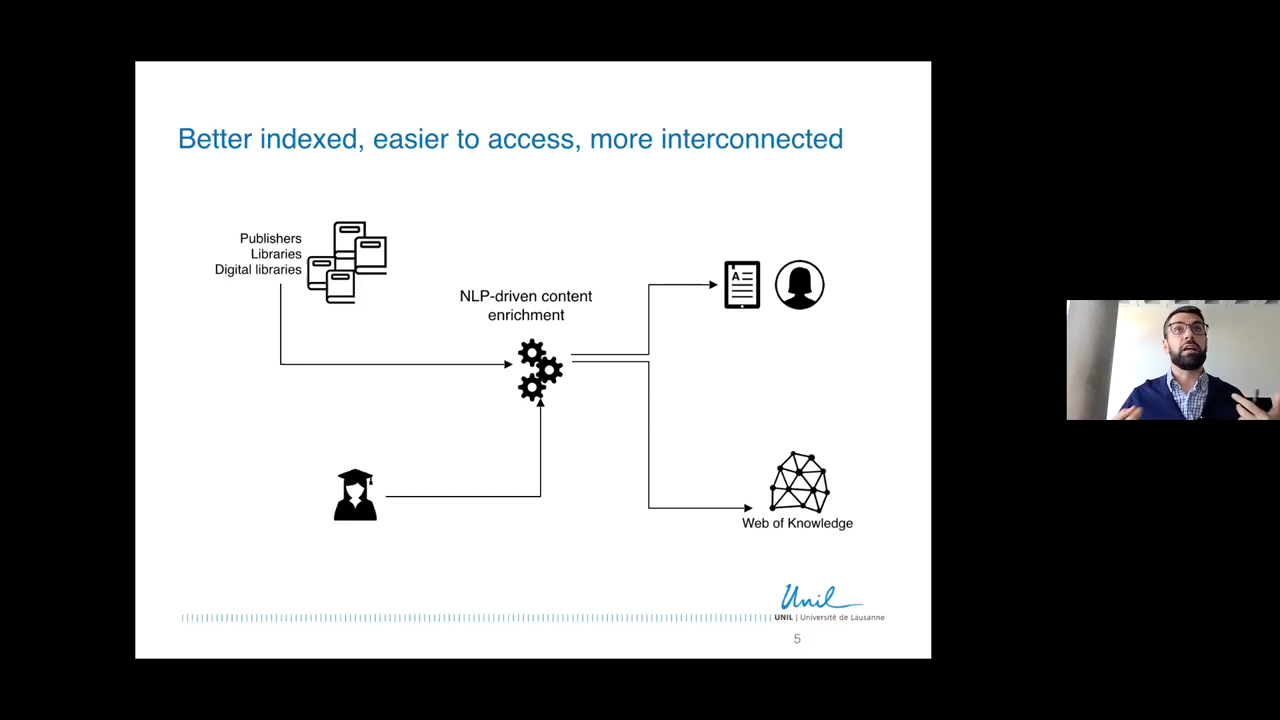 Better indexed, easier to access, more interconnected
Publishers
Libraries
Digital libraries
NLP-driven content
enrichment
A
Web of Knowledge
Unil
UNIL | Université de Lausanne
5